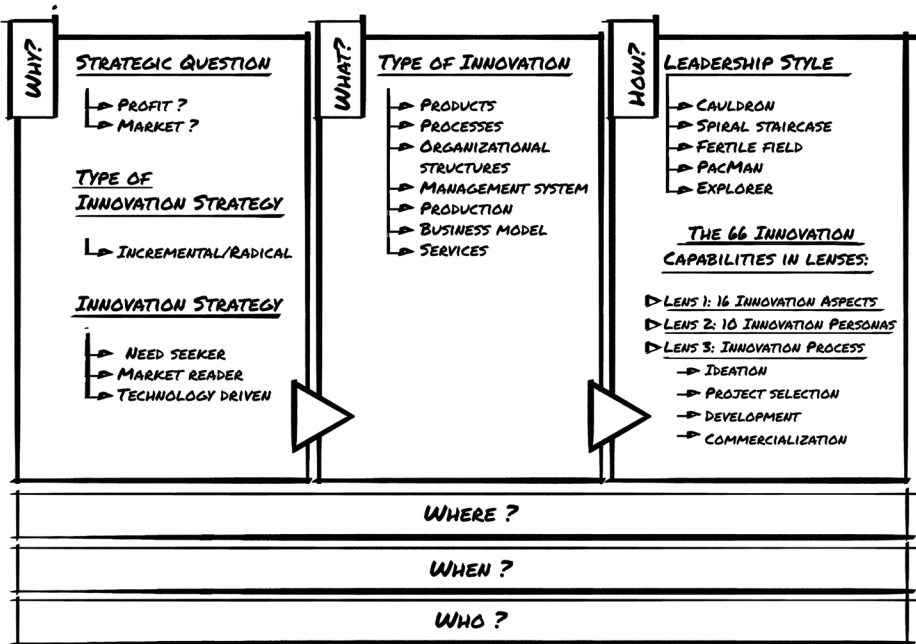 WHY?
STRATEGIC QUESTION
PROFIT ?
MARKET ?
TYPE OF
INNOVATION STRATEGY
INCREMENTAL/RADICAL
INNOVATION STRATEGY
NEED SEEKER
MARKET READER
TECHNOLOGY DRIVEN
WHAT?
TYPE OF INNOVATION
PRODUCTS
PROCESSES
ORGANIZATIONAL
STRUCTURES
MANAGEMENT SYSTEM
PRODUCTION
BUSINESS MODEL
SERVICES
HOW?
LEADERSHIP STYLE
CAULDRON
SPIRAL STAIRCASE
FERTILE FIELD
PACMAN
EXPLORER
THE 66 INNOVATION
CAPABILITIES IN LENSES:
LENS 1: 16 INNOVATION ASPECTS
LENS 2: 10 INNOVATION PERSONAS
LENS 3: INNOVATION PROCESS
IDEATION
PROJECT SELECTION
DEVELOPMENT
COMMERCIALIZATION
WHERE ?
WHEN ?
WHO ?